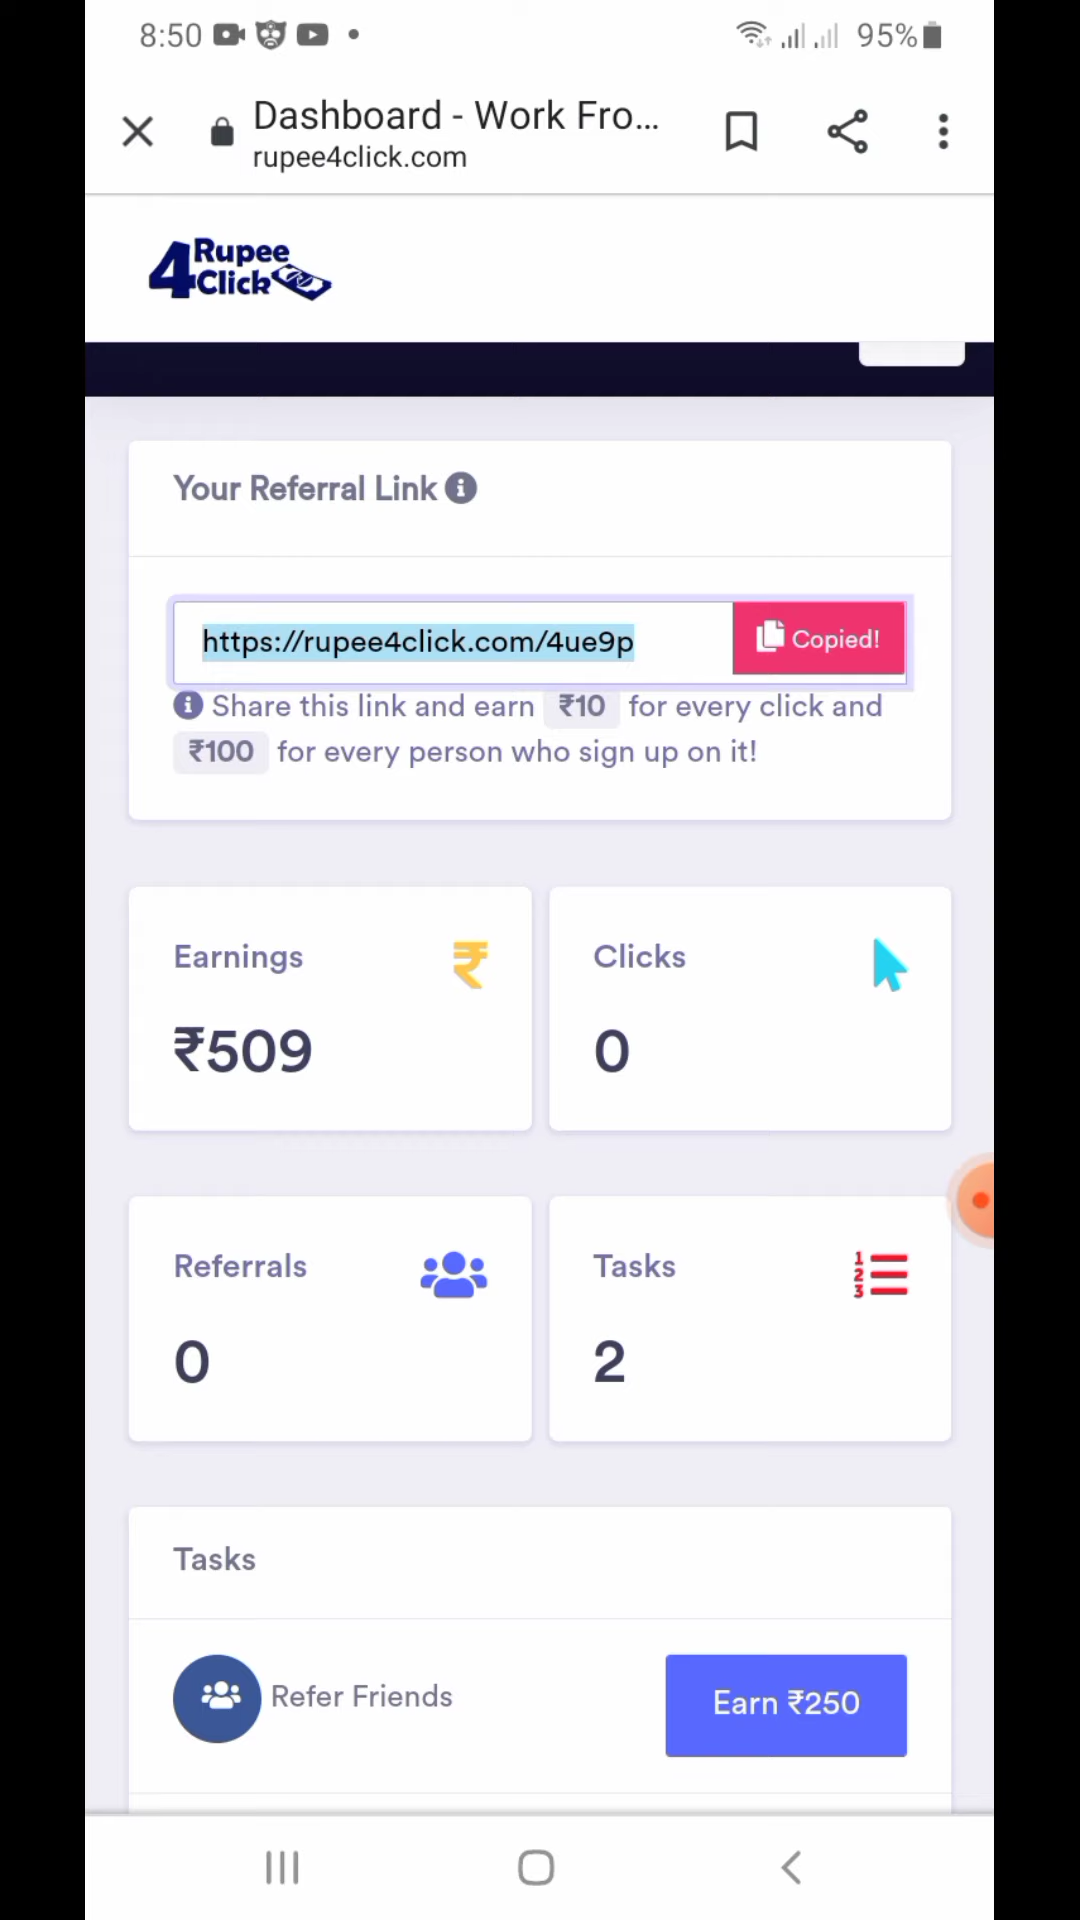 8:50
95%
Dashboard - Work Fro...
rupee4click.com
4 Rupee
Click
Your Referral Link
https://rupee4click.com/4ue9p
Copied!
Share this link and earn ₹10 for every click and
₹100 for every person who sign up on it!
Earnings
₹509
Clicks
0
Referrals
0
Tasks
2
Tasks
Refer Friends
Earn ₹250